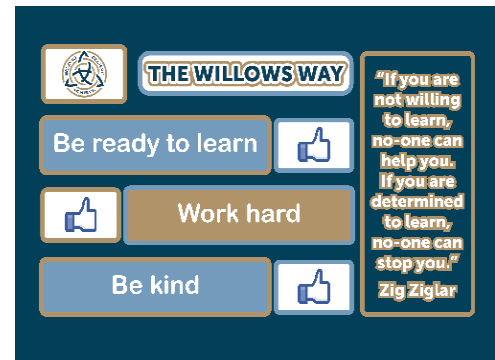 THE WILLOWS WAY
Be ready to learn
Work hard
Be kind
“If you are
not willing
to learn,
no-one can
help you.
If you are
determined
to learn,
no-one can
stop you.”
Zig Ziglar